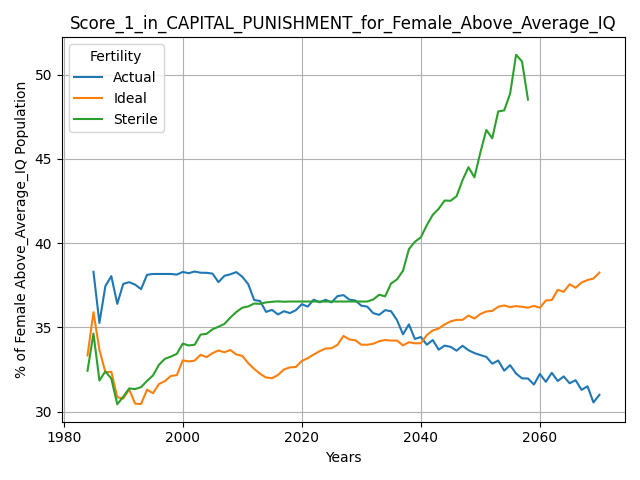 Score_1_in_CAPITAL_PUNISHMENT_for_Female_Above_Average_IQ
Fertility
Actual
Ideal
Sterile
% of Female Above_Average_IQ Population
50
45
40
35
30
1980
2000
2020
2040
2060
Years